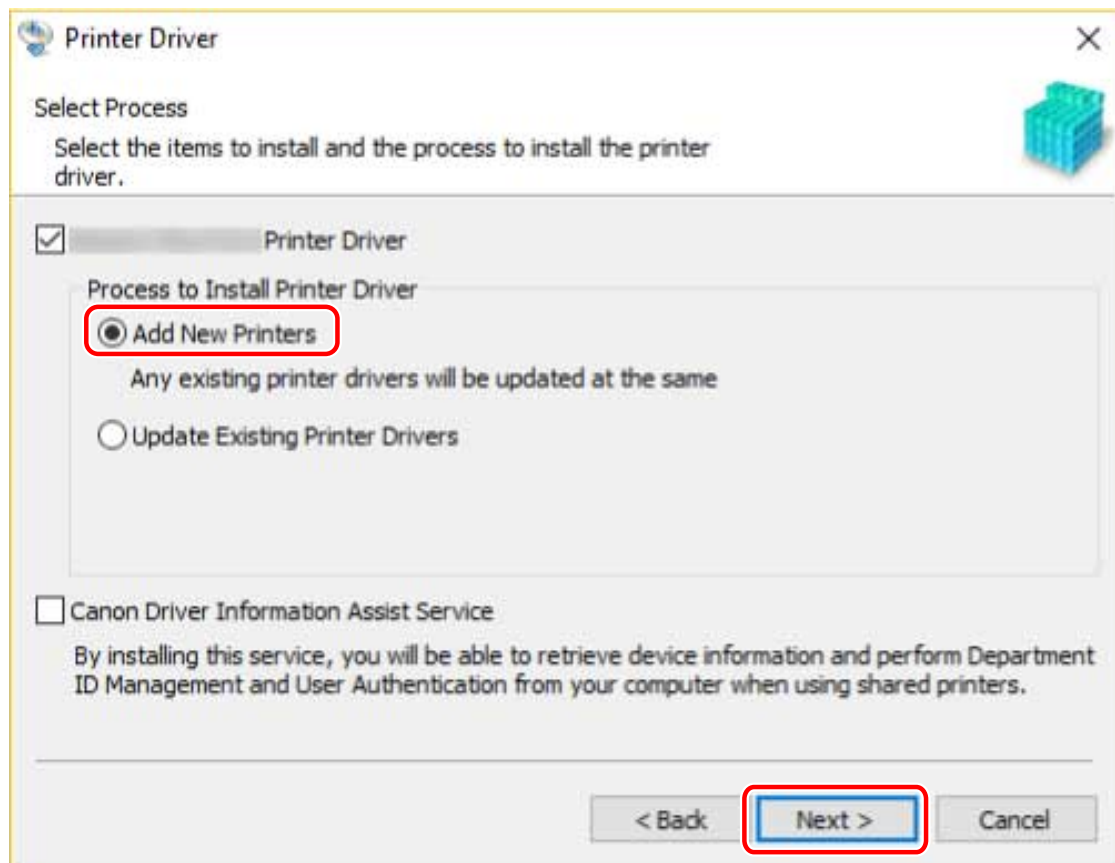 Printer Driver
Select Process
Select the items to install and the process to install the printer
driver.
Printer Driver
Process to Install Printer Driver
Add New Printers
Any existing printer drivers will be updated at the same
Update Existing Printer Drivers
Canon Driver Information Assist Service
By installing this service, you will be able to retrieve device information and perform Department
ID Management and User Authentication from your computer when using shared printers.
< Back
Next >
Cancel